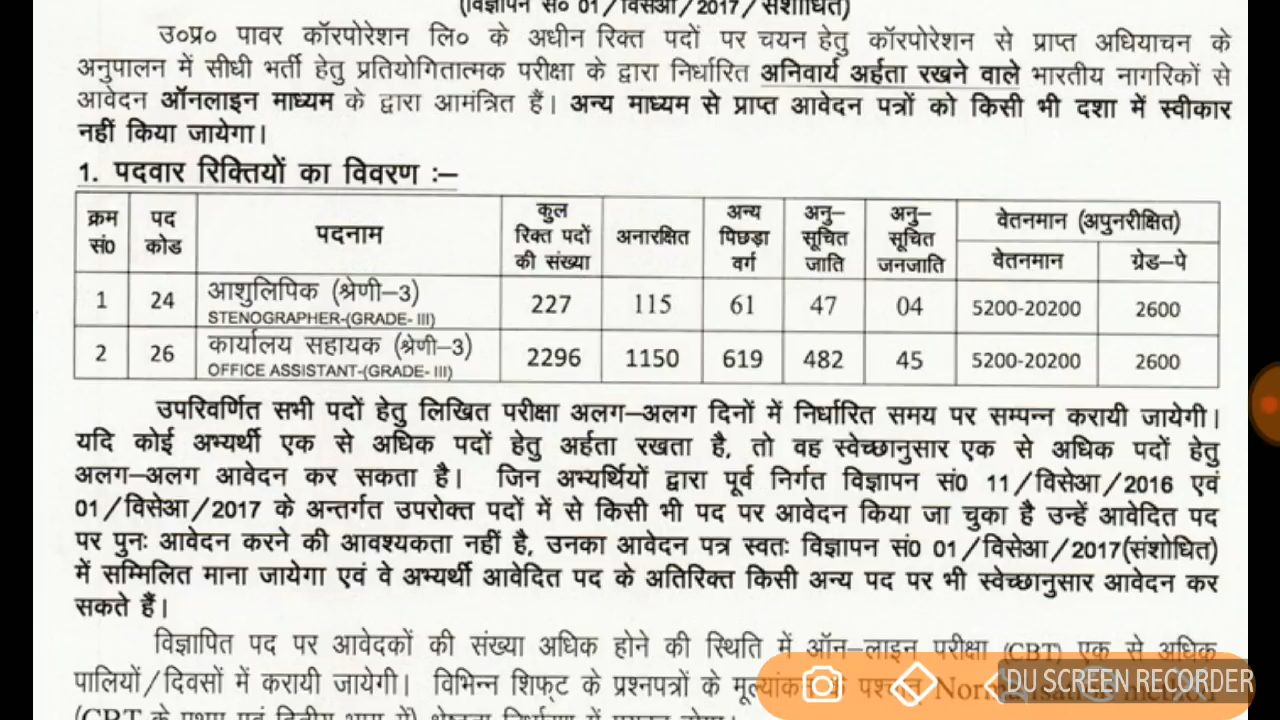 (विज्ञापन सं० 01/विसेआ/2017/संशोधित)
उ०प्र० पावर कॉरपोरेशन लि० के अधीन रिक्त पदों पर चयन हेतु कॉरपोरेशन से प्राप्त अधियाचन के
अनुपालन में सीधी भर्ती हेतु प्रतियोगितात्मक परीक्षा के द्वारा निर्धारित अनिवार्य अर्हता रखने वाले भारतीय नागरिकों से
आवेदन ऑनलाइन माध्यम के द्वारा आमंत्रित हैं। अन्य माध्यम से प्राप्त आवेदन पत्रों को किसी भी दशा में स्वीकार
नहीं किया जायेगा।
1. पदवार रिक्तियों का विवरण :–
क्रम सं0 पद कोड पदनाम कुल रिक्त पदों की संख्या अनारक्षित अन्य पिछड़ा वर्ग अनु–सूचित जाति अनु–सूचित जनजाति वेतनमान (अपुनरीक्षित)
वेतनमान ग्रेड–पे
1 24 आशुलिपिक (श्रेणी–3) 227 115 61 47 04 5200-20200 2600
STENOGRAPHER-(GRADE- III)
2 26 कार्यालय सहायक (श्रेणी–3) 2296 1150 619 482 45 5200-20200 2600
OFFICE ASSISTANT-(GRADE- III)
उपरिवर्णित सभी पदों हेतु लिखित परीक्षा अलग–अलग दिनों में निर्धारित समय पर सम्पन्न करायी जायेगी।
यदि कोई अभ्यर्थी एक से अधिक पदों हेतु अर्हता रखता है, तो वह स्वेच्छानुसार एक से अधिक पदों हेतु
अलग–अलग आवेदन कर सकता है। जिन अभ्यर्थियों द्वारा पूर्व निर्गत विज्ञापन सं0 11/विसेआ/2016 एवं
01/विसेआ/2017 के अन्तर्गत उपरोक्त पदों में से किसी भी पद पर आवेदन किया जा चुका है उन्हें आवेदित पद
पर पुनः आवेदन करने की आवश्यकता नहीं है, उनका आवेदन पत्र स्वतः विज्ञापन सं0 01/विसेआ/2017(संशोधित)
में सम्मिलित माना जायेगा एवं वे अभ्यर्थी आवेदित पद के अतिरिक्त किसी अन्य पद पर भी स्वेच्छानुसार आवेदन कर
सकते हैं।
विज्ञापित पद पर आवेदकों की संख्या अधिक होने की स्थिति में ऑन–लाइन परीक्षा (CBT) एक से अधिक
पालियों/दिवसों में करायी जायेगी। विभिन्न शिफ्ट के प्रश्नपत्रों के मूल्यांकन के पश्चात्
DU SCREEN RECORDER